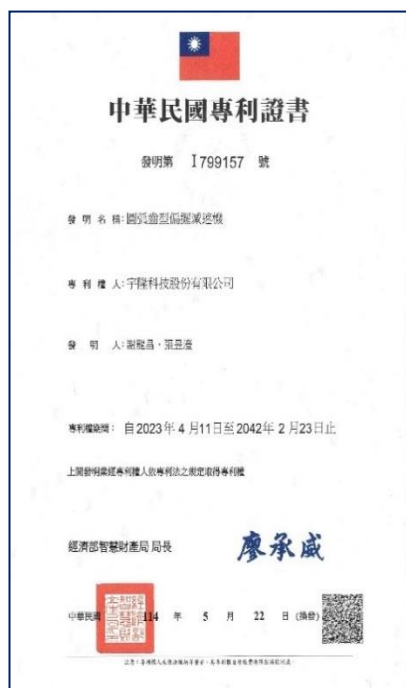 中華民國專利證書
發明第 I799157 號
發 明 名 稱:圓弧齒型偏擺減速機
專 利 權 人:宇隆科技股份有限公司
發 明 人:謝龍昌、張昱
專利權期間: 自2023年4月11日至2042年2月23日止
上開發明業經專利權人依專利法之規定取得專利權
經濟部智慧財產局 局長 廖承威
中華民國 114 年 5 月 22 日 (換發)